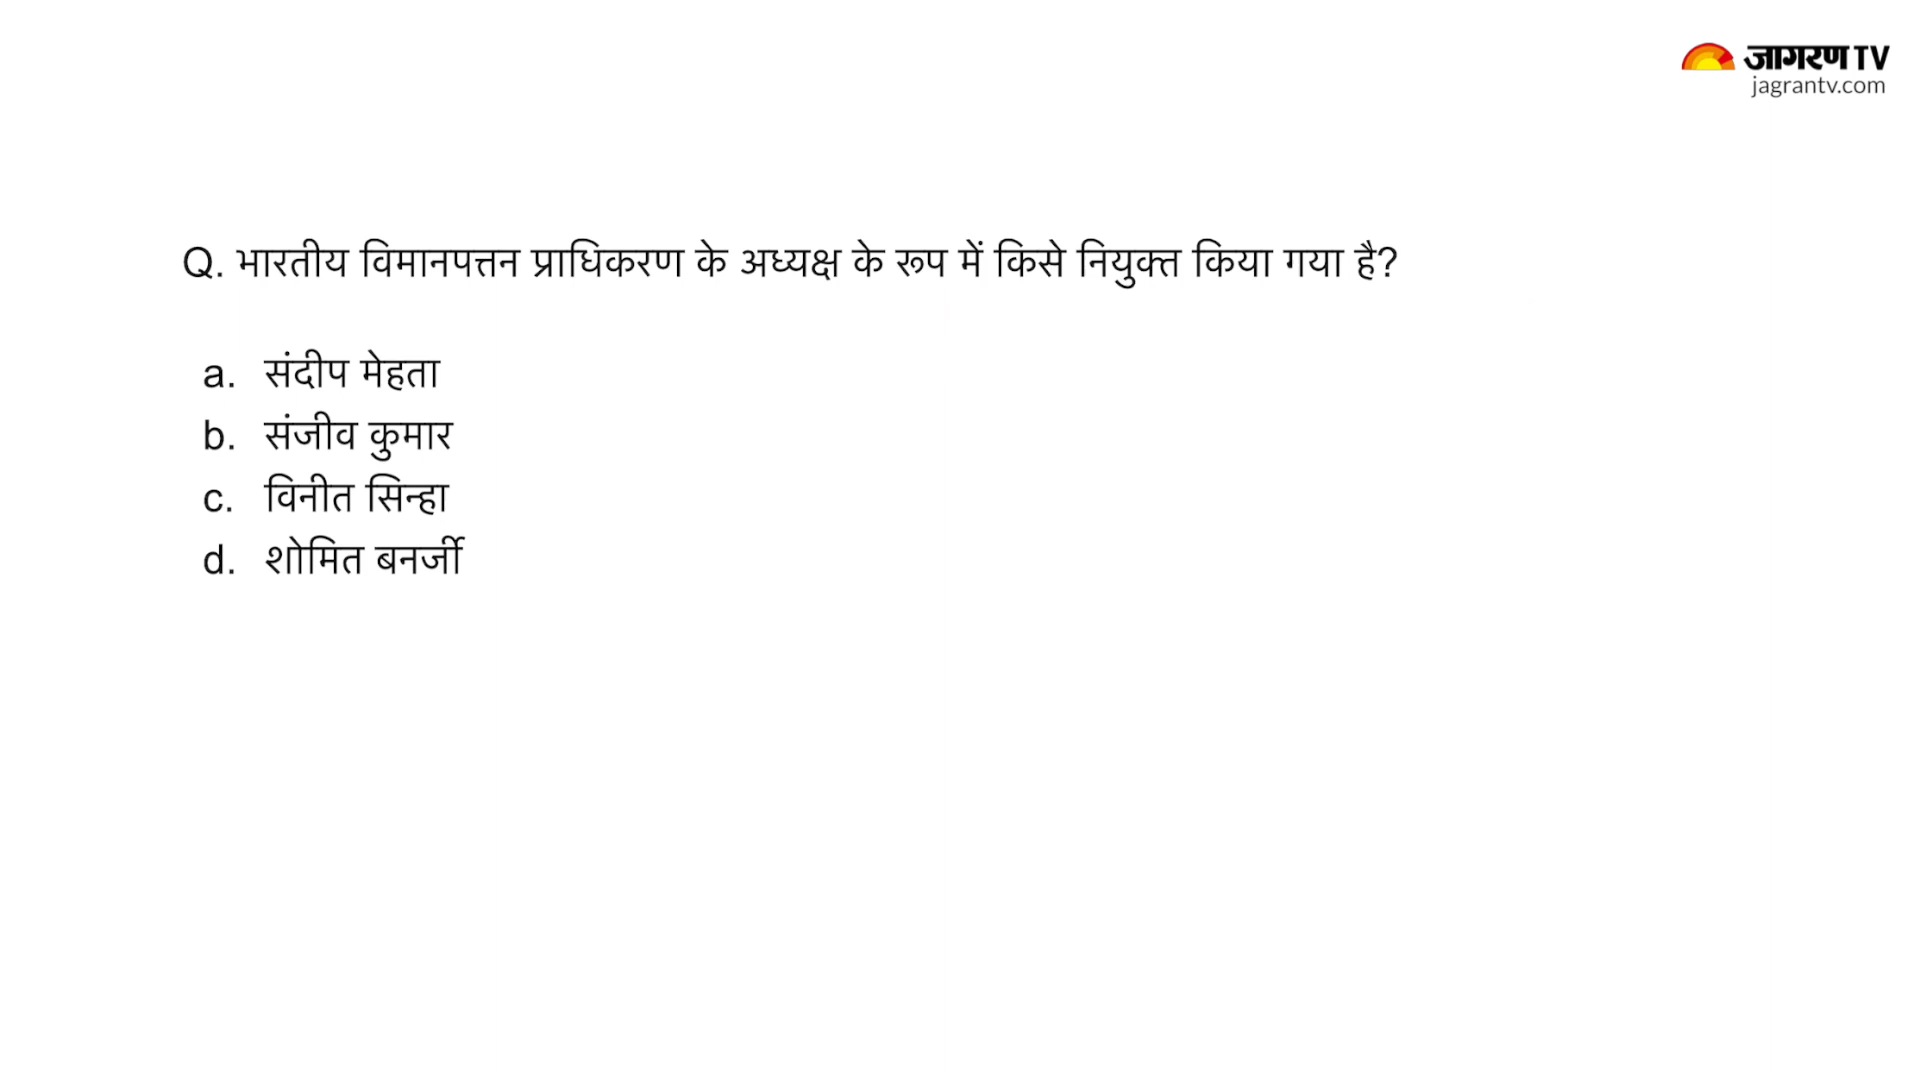 जागरण TV
jagrantv.com
Q. भारतीय विमानपत्तन प्राधिकरण के अध्यक्ष के रूप में किसे नियुक्त किया गया है?
a. संदीप मेहता
b. संजीव कुमार
c. विनीत सिन्हा
d. शोमित बनर्जी